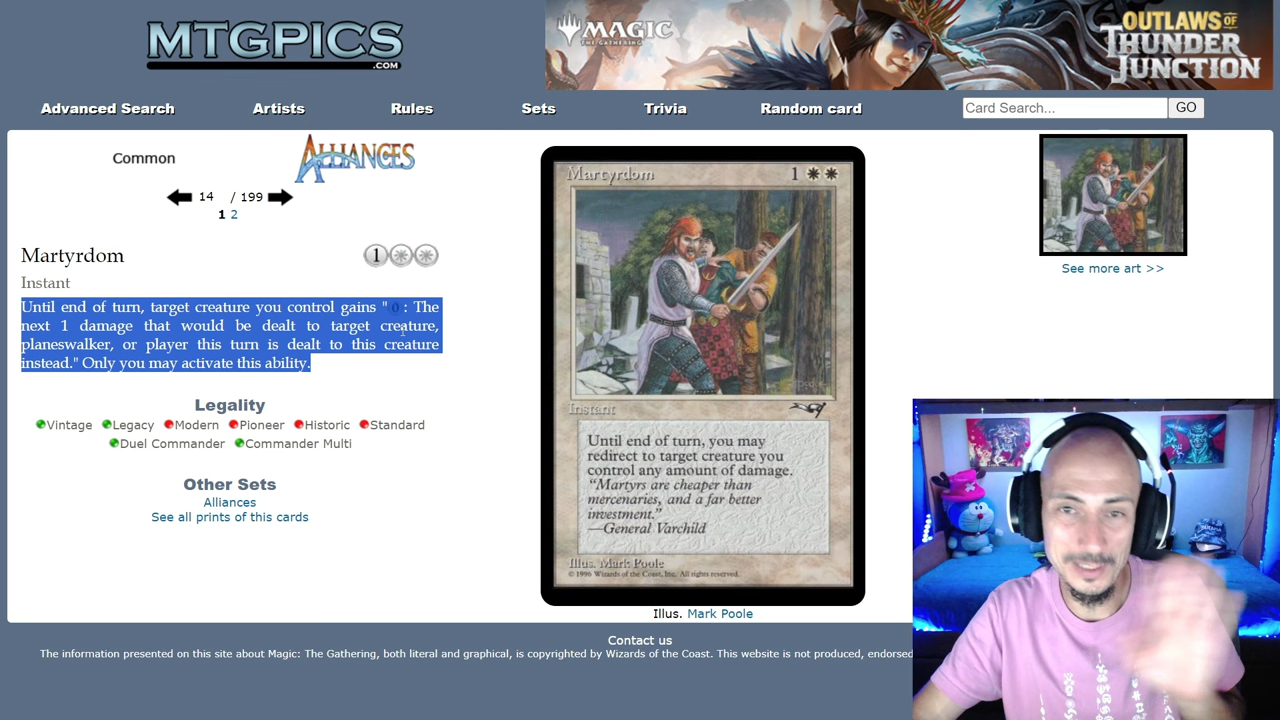 MTGPICS
.COM
MAGIC
THE GATHERING
OUTLAWS OF
THUNDER
JUNCTION
Advanced Search
Artists
Rules
Sets
Trivia
Random card
Card Search...
GO
Common
ALLIANCES
14 / 199
1 2
Martyrdom
1
Instant
Until end of turn, target creature you control gains " 0 : The
next 1 damage that would be dealt to target creature,
planeswalker, or player this turn is dealt to this creature
instead." Only you may activate this ability.
Legality
Vintage Legacy Modern Pioneer Historic Standard
Duel Commander Commander Multi
Other Sets
Alliances
See all prints of this cards
Martyrdom 1
Instant
Until end of turn, you may
redirect to target creature you
control any amount of damage.
"Martyrs are cheaper than
mercenaries, and a far better
investment."
—General Varchild
Illus. Mark Poole
© 1996 Wizards of the Coast, Inc. All rights reserved.
Illus. Mark Poole
See more art >>
Contact us
The information presented on this site about Magic: The Gathering, both literal and graphical, is copyrighted by Wizards of the Coast. This website is not produced, endorsed